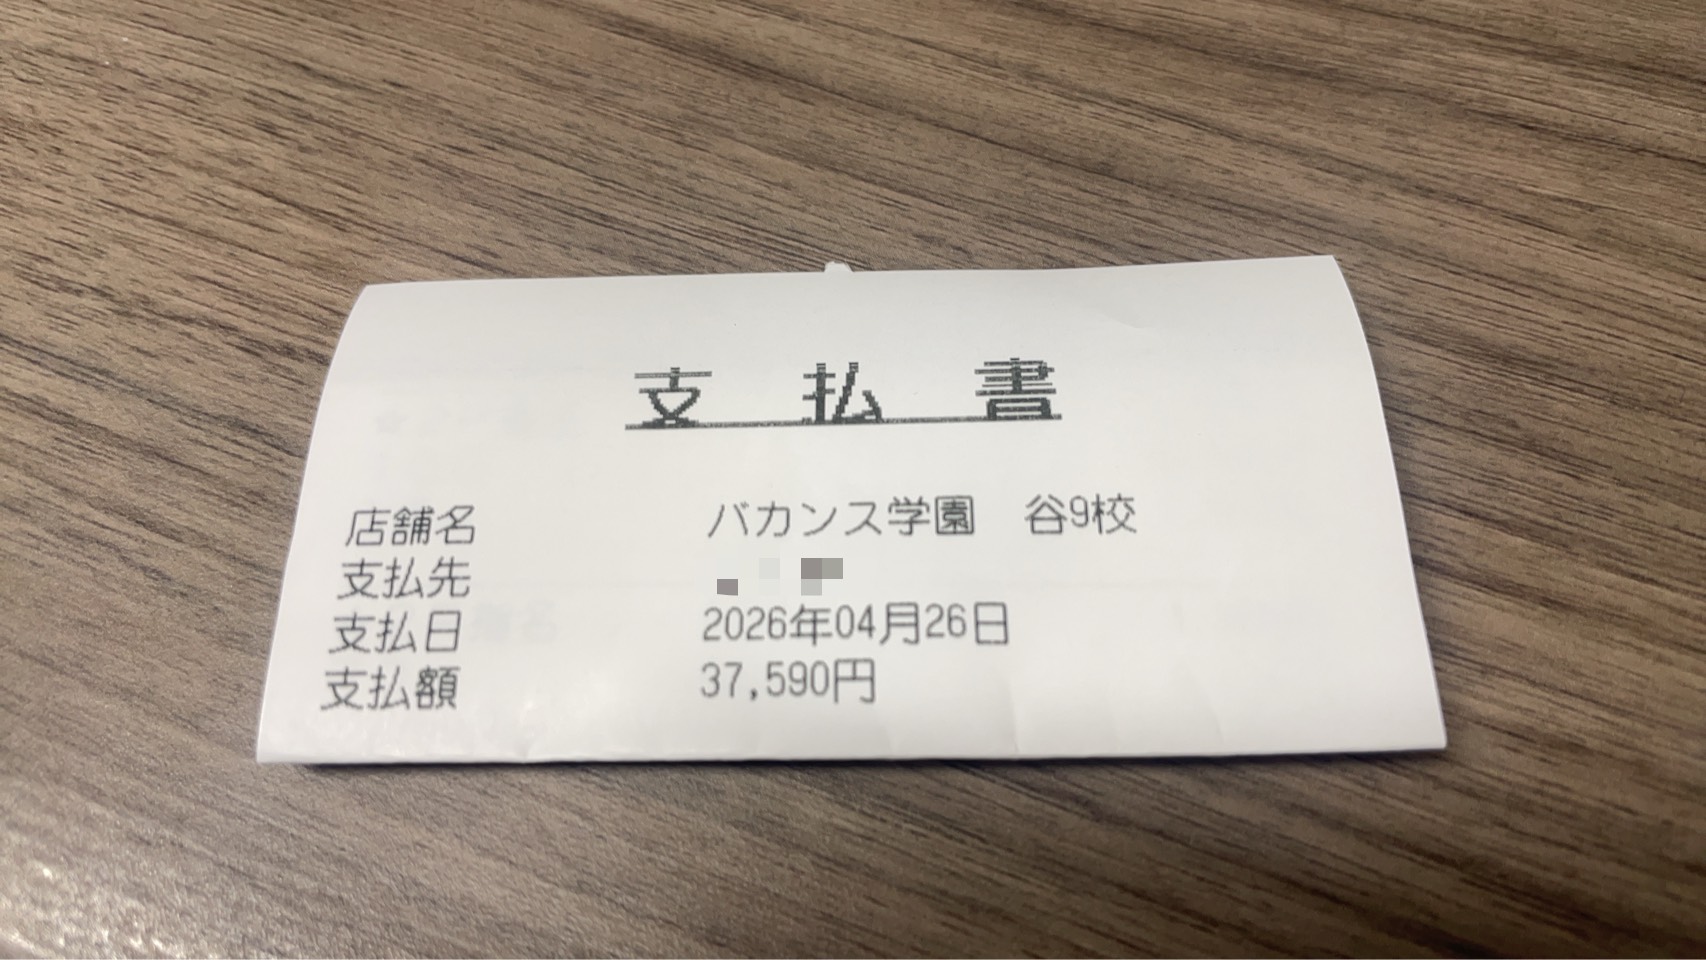 支払書
店舗名 バカンス学園 谷9校
支払先
支払日 2026年04月26日
支払額 37,590円